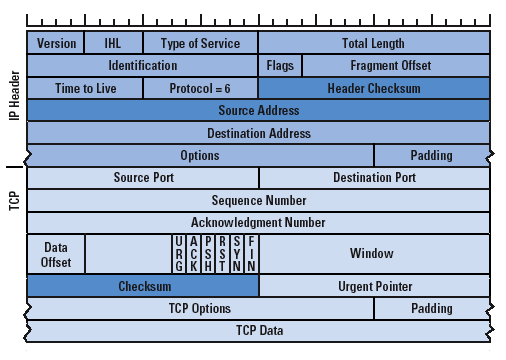 IP Header
Version IHL Type of Service Total Length
Identification Flags Fragment Offset
Time to Live Protocol = 6 Header Checksum
Source Address
Destination Address
Options Padding
TCP
Source Port Destination Port
Sequence Number
Acknowledgment Number
Data Offset URG ACK PSH RST SYN FIN Window
Checksum Urgent Pointer
TCP Options Padding
TCP Data